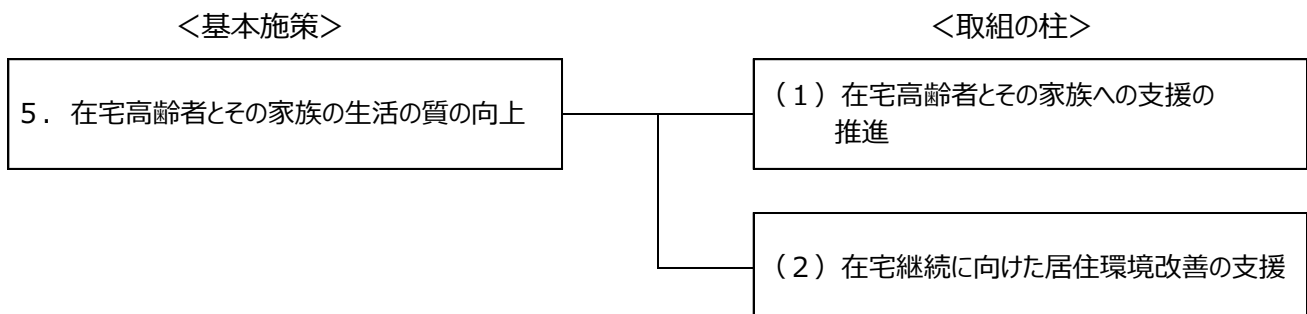 <基本施策>
<取組の柱>
5．在宅高齢者とその家族の生活の質の向上
（1）在宅高齢者とその家族への支援の
推進
（2）在宅継続に向けた居住環境改善の支援